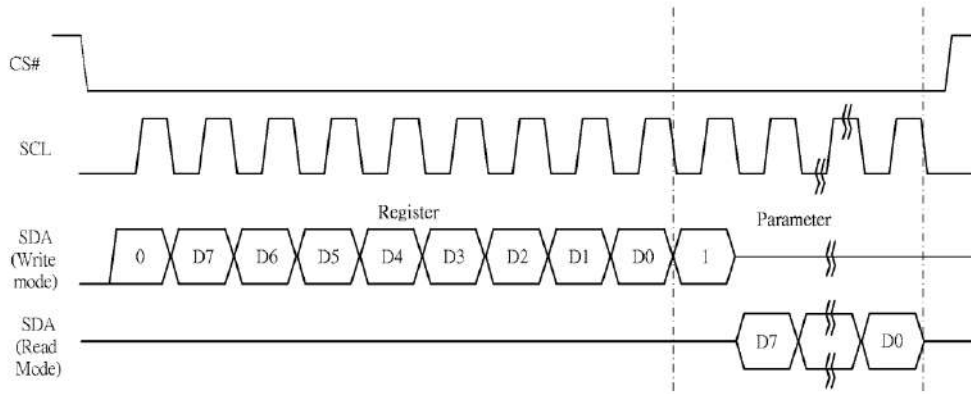 CS#
SCL
Register
Parameter
SDA
(Write
mode)
0 D7 D6 D5 D4 D3 D2 D1 D0 1
SDA
(Read
Mode)
D7 D0